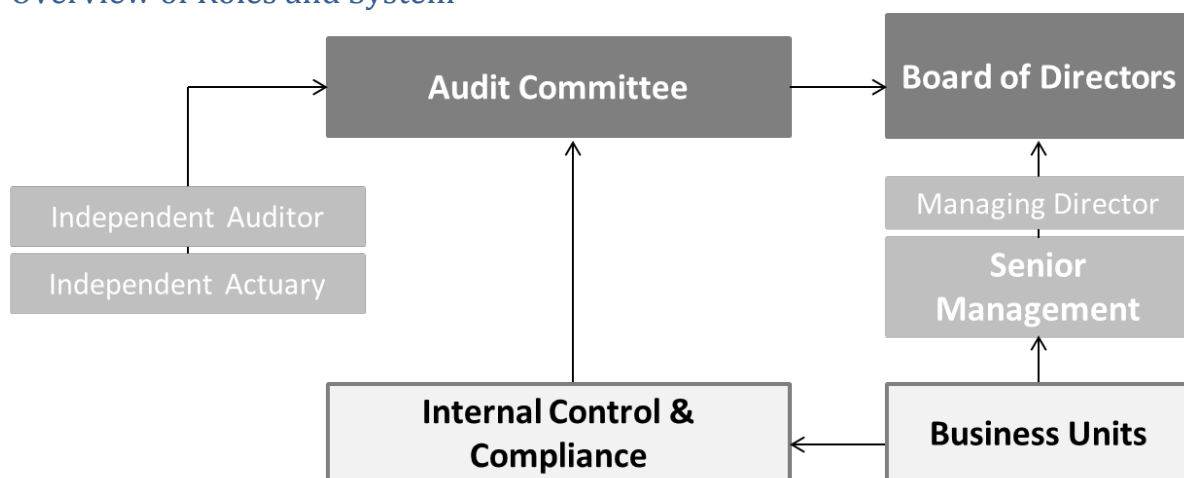 Overview of Roles and System
Audit Committee
Board of Directors
Independent Auditor
Independent Actuary
Managing Director
Senior
Management
Internal Control &
Compliance
Business Units